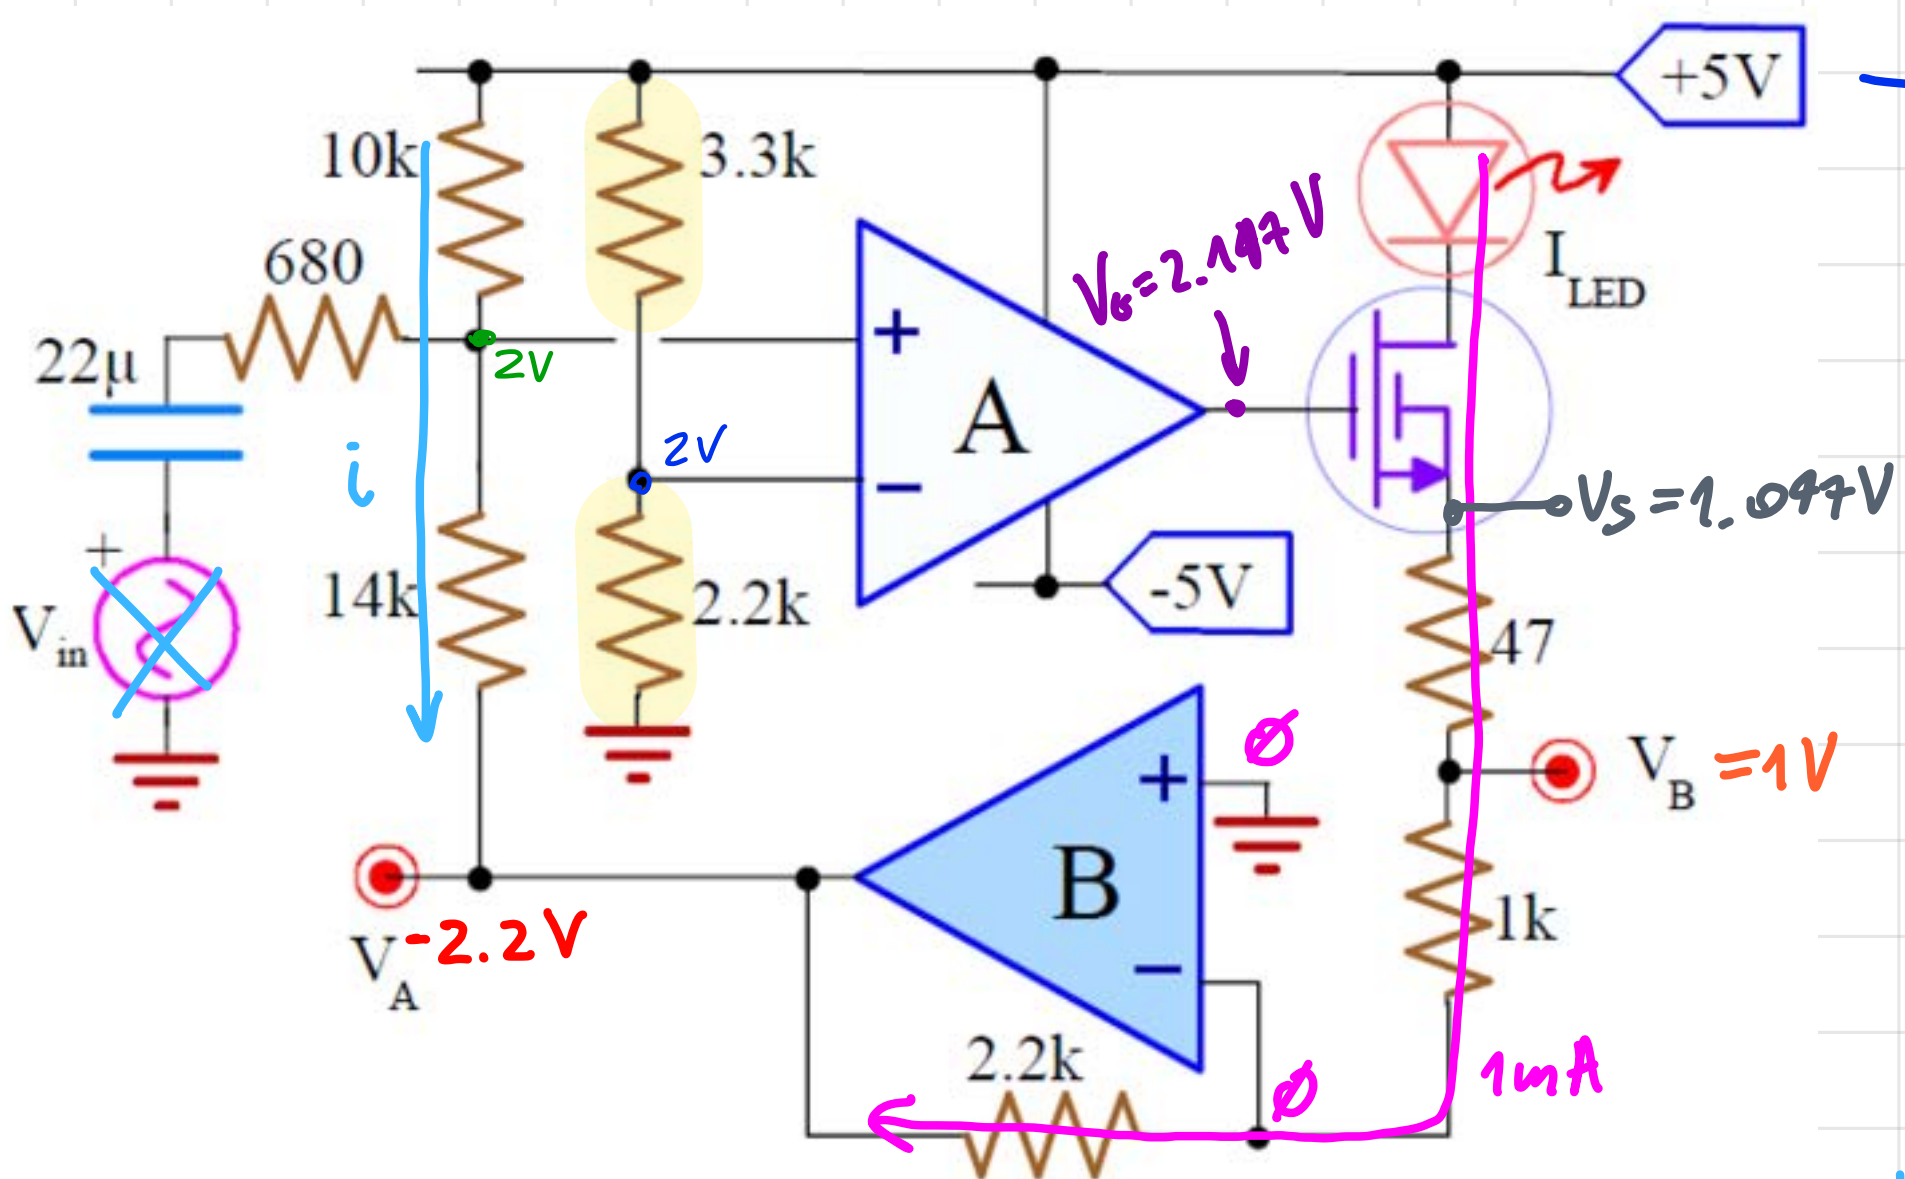 +5V
10k
3.3k
680
I
LED
VG=2.147V
22μ
2V
2V
+
A
−
i
VS=1.047V
-5V
+
Vin
14k
2.2k
47
Ø
+
VB =1V
B
1k
VA -2.2V
−
2.2k
Ø
1mA